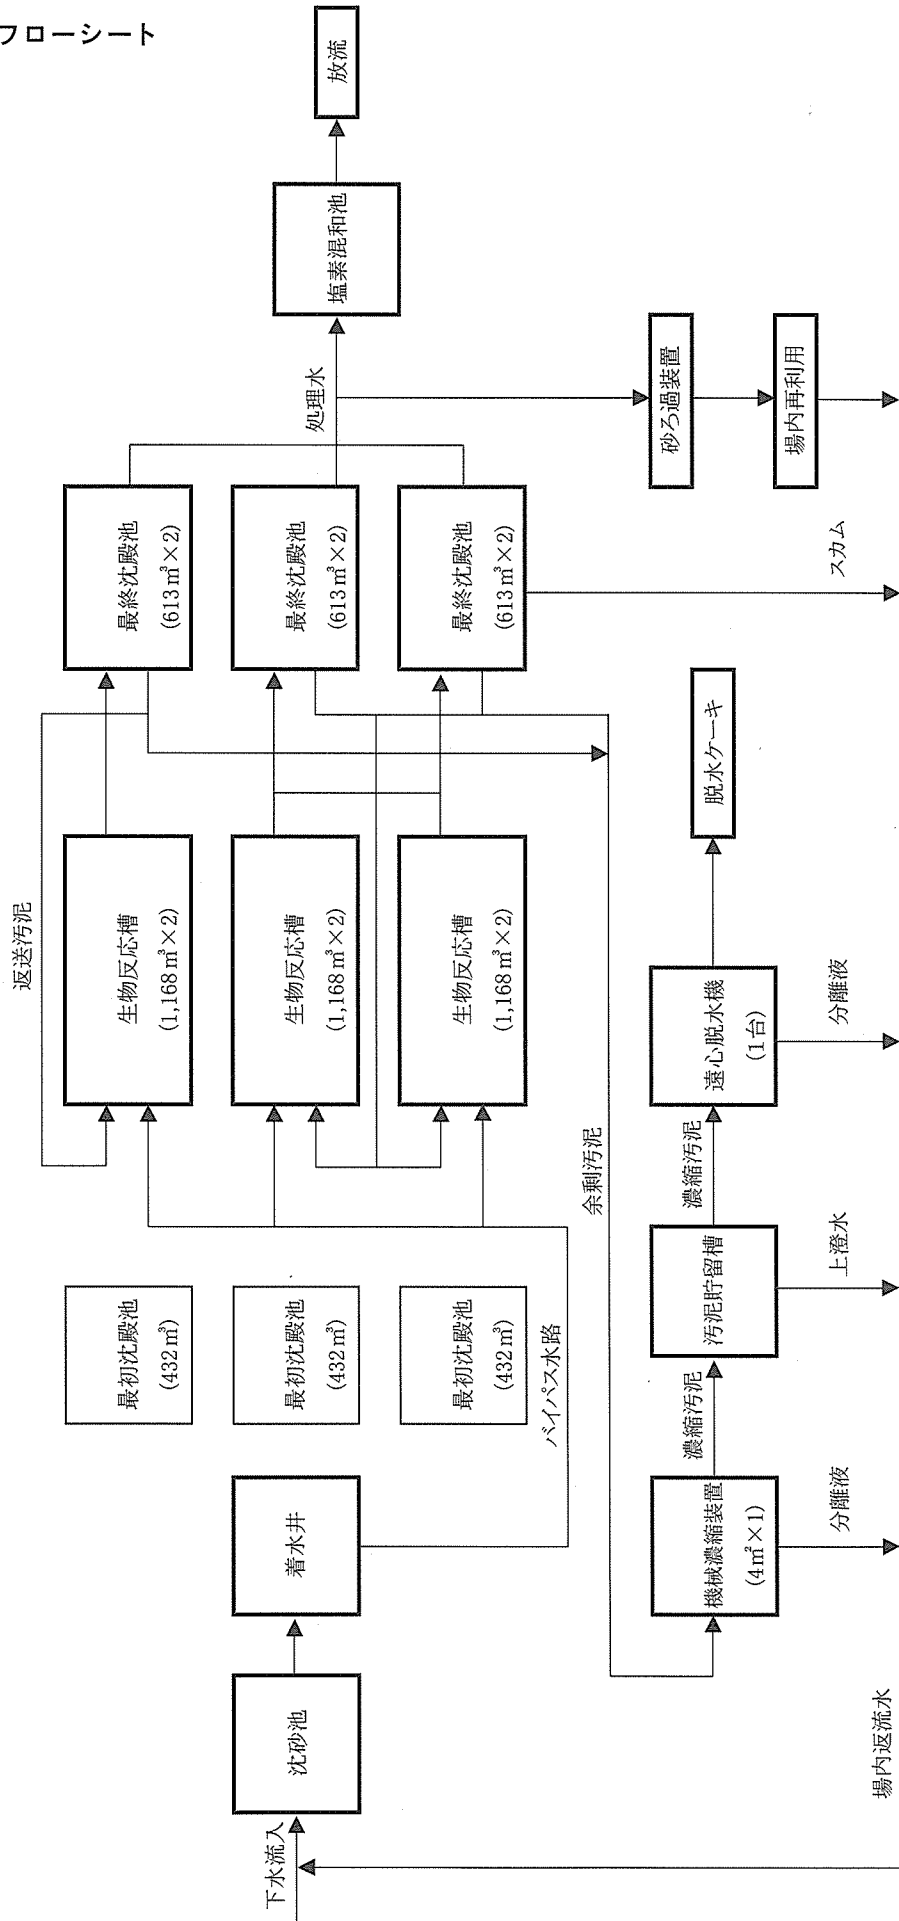 フローシート
下水流入
沈砂池
着水井
バイパス水路
最初沈殿池
(432㎥)
最初沈殿池
(432㎥)
最初沈殿池
(432㎥)
返送汚泥
生物反応槽
(1,168㎥×2)
生物反応槽
(1,168㎥×2)
生物反応槽
(1,168㎥×2)
最終沈殿池
(613㎥×2)
最終沈殿池
(613㎥×2)
最終沈殿池
(613㎥×2)
処理水
塩素混和池
放流
余剰汚泥
機械濃縮装置
(4㎡×1)
濃縮汚泥
汚泥貯留槽
濃縮汚泥
遠心脱水機
(1台)
脱水ケーキ
砂ろ過装置
場内再利用
場内返流水
分離液
上澄水
分離液
スカム